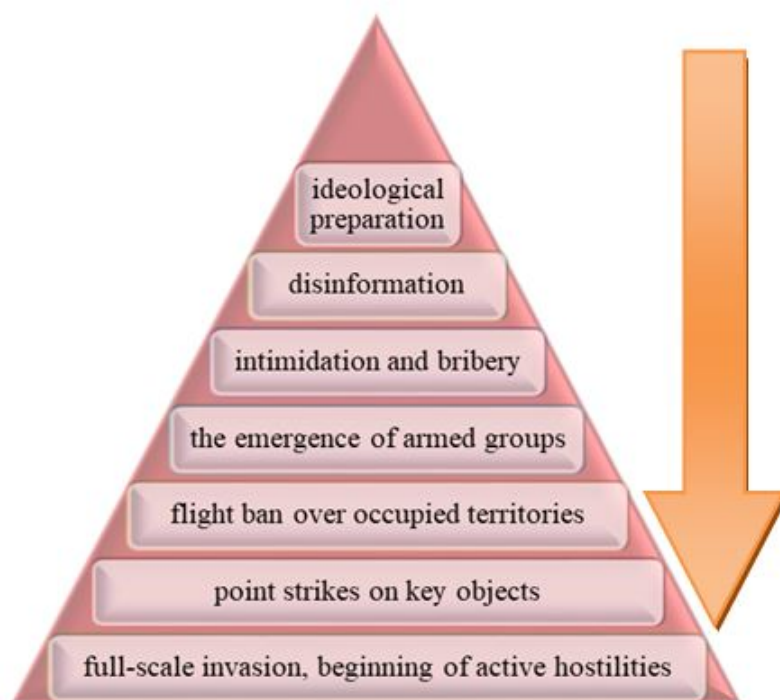 ideological
preparation
disinformation
intimidation and bribery
the emergence of armed groups
flight ban over occupied territories
point strikes on key objects
full-scale invasion, beginning of active hostilities